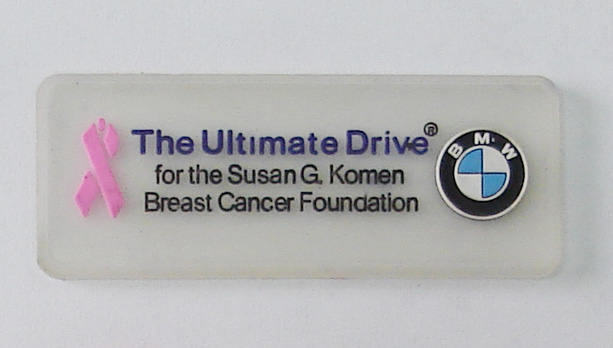 The Ultimate Drive®
for the Susan G. Komen
Breast Cancer Foundation
BMW